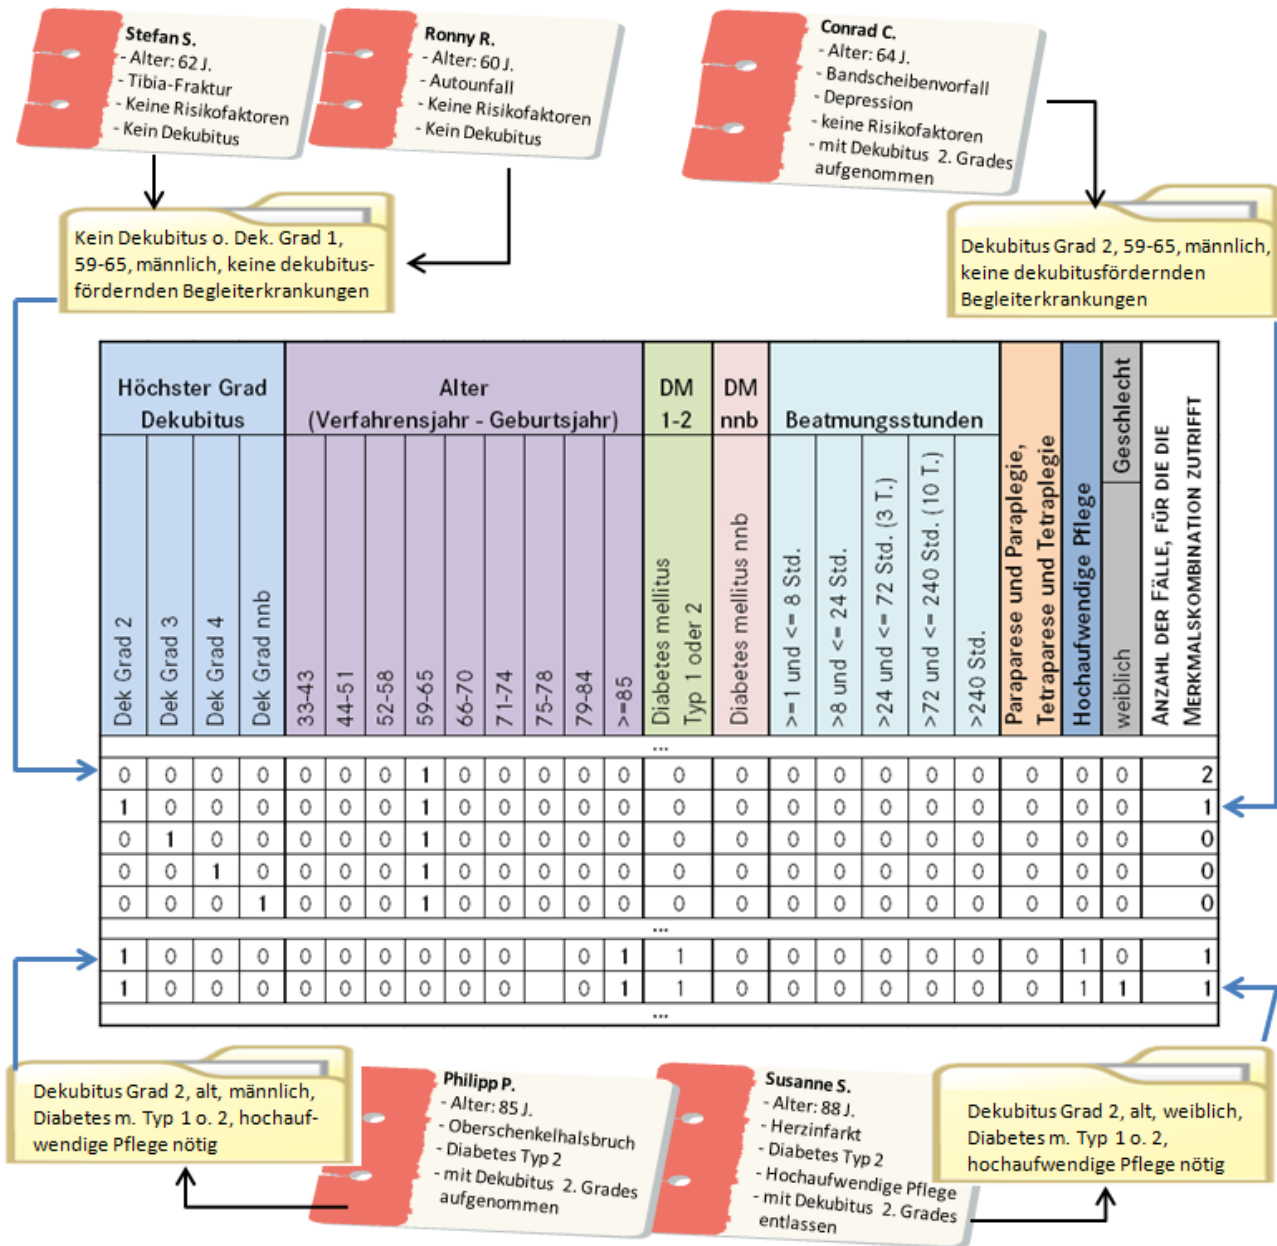 Stefan S.
- Alter: 62 J.
- Tibia-Fraktur
- Keine Risikofaktoren
- Kein Dekubitus
Ronny R.
- Alter: 60 J.
- Autounfall
- Keine Risikofaktoren
- Kein Dekubitus
Conrad C.
- Alter: 64 J.
- Bandscheibenvorfall
- Depression
- keine Risikofaktoren
- mit Dekubitus 2. Grades
aufgenommen
Kein Dekubitus o. Dek. Grad 1,
59-65, männlich, keine dekubitus-
fördernden Begleiterkrankungen
Dekubitus Grad 2, 59-65, männlich,
keine dekubitusfördernden
Begleiterkrankungen
Höchster Grad
Dekubitus
Alter
(Verfahrensjahr - Geburtsjahr)
DM
1-2
DM
nnb
Beatmungsstunden
Paraparese und Paraplegie,
Tetraparese und Tetraplegie
Hochaufwendige Pflege
Geschlecht
ANZAHL DER FÄLLE, FÜR DIE DIE
MERKMALSKOMBINATION ZUTRIFFT
Dek Grad 2
Dek Grad 3
Dek Grad 4
Dek Grad nnb
33-43
44-51
52-58
59-65
66-70
71-74
75-78
79-84
>=85
Diabetes mellitus
Typ 1 oder 2
Diabetes mellitus nnb
>=1 und <= 8 Std.
>8 und <= 24 Std.
>24 und <= 72 Std. (3 T.)
>72 und <= 240 Std. (10 T.)
>240 Std.
weiblich
...
0 0 0 0 0 0 0 1 0 0 0 0 0 0 0 0 0 0 0 0 0 0 0 2
1 0 0 0 0 0 0 1 0 0 0 0 0 0 0 0 0 0 0 0 0 0 0 1
0 1 0 0 0 0 0 1 0 0 0 0 0 0 0 0 0 0 0 0 0 0 0 0
0 0 1 0 0 0 0 1 0 0 0 0 0 0 0 0 0 0 0 0 0 0 0 0
0 0 0 1 0 0 0 1 0 0 0 0 0 0 0 0 0 0 0 0 0 0 0 0
...
1 0 0 0 0 0 0 0 0 0 0 1 1 0 0 0 0 0 0 0 1 0 1
1 0 0 0 0 0 0 0 0 0 0 1 1 0 0 0 0 0 0 0 1 1 1
...
Dekubitus Grad 2, alt, männlich,
Diabetes m. Typ 1 o. 2, hochauf-
wendige Pflege nötig
Philipp P.
- Alter: 85 J.
- Oberschenkelhalsbruch
- Diabetes Typ 2
- mit Dekubitus 2. Grades
aufgenommen
Susanne S.
- Alter: 88 J.
- Herzinfarkt
- Diabetes Typ 2
- Hochaufwendige Pflege
- mit Dekubitus 2. Grades
entlassen
Dekubitus Grad 2, alt, weiblich,
Diabetes m. Typ 1 o. 2,
hochaufwendige Pflege nötig